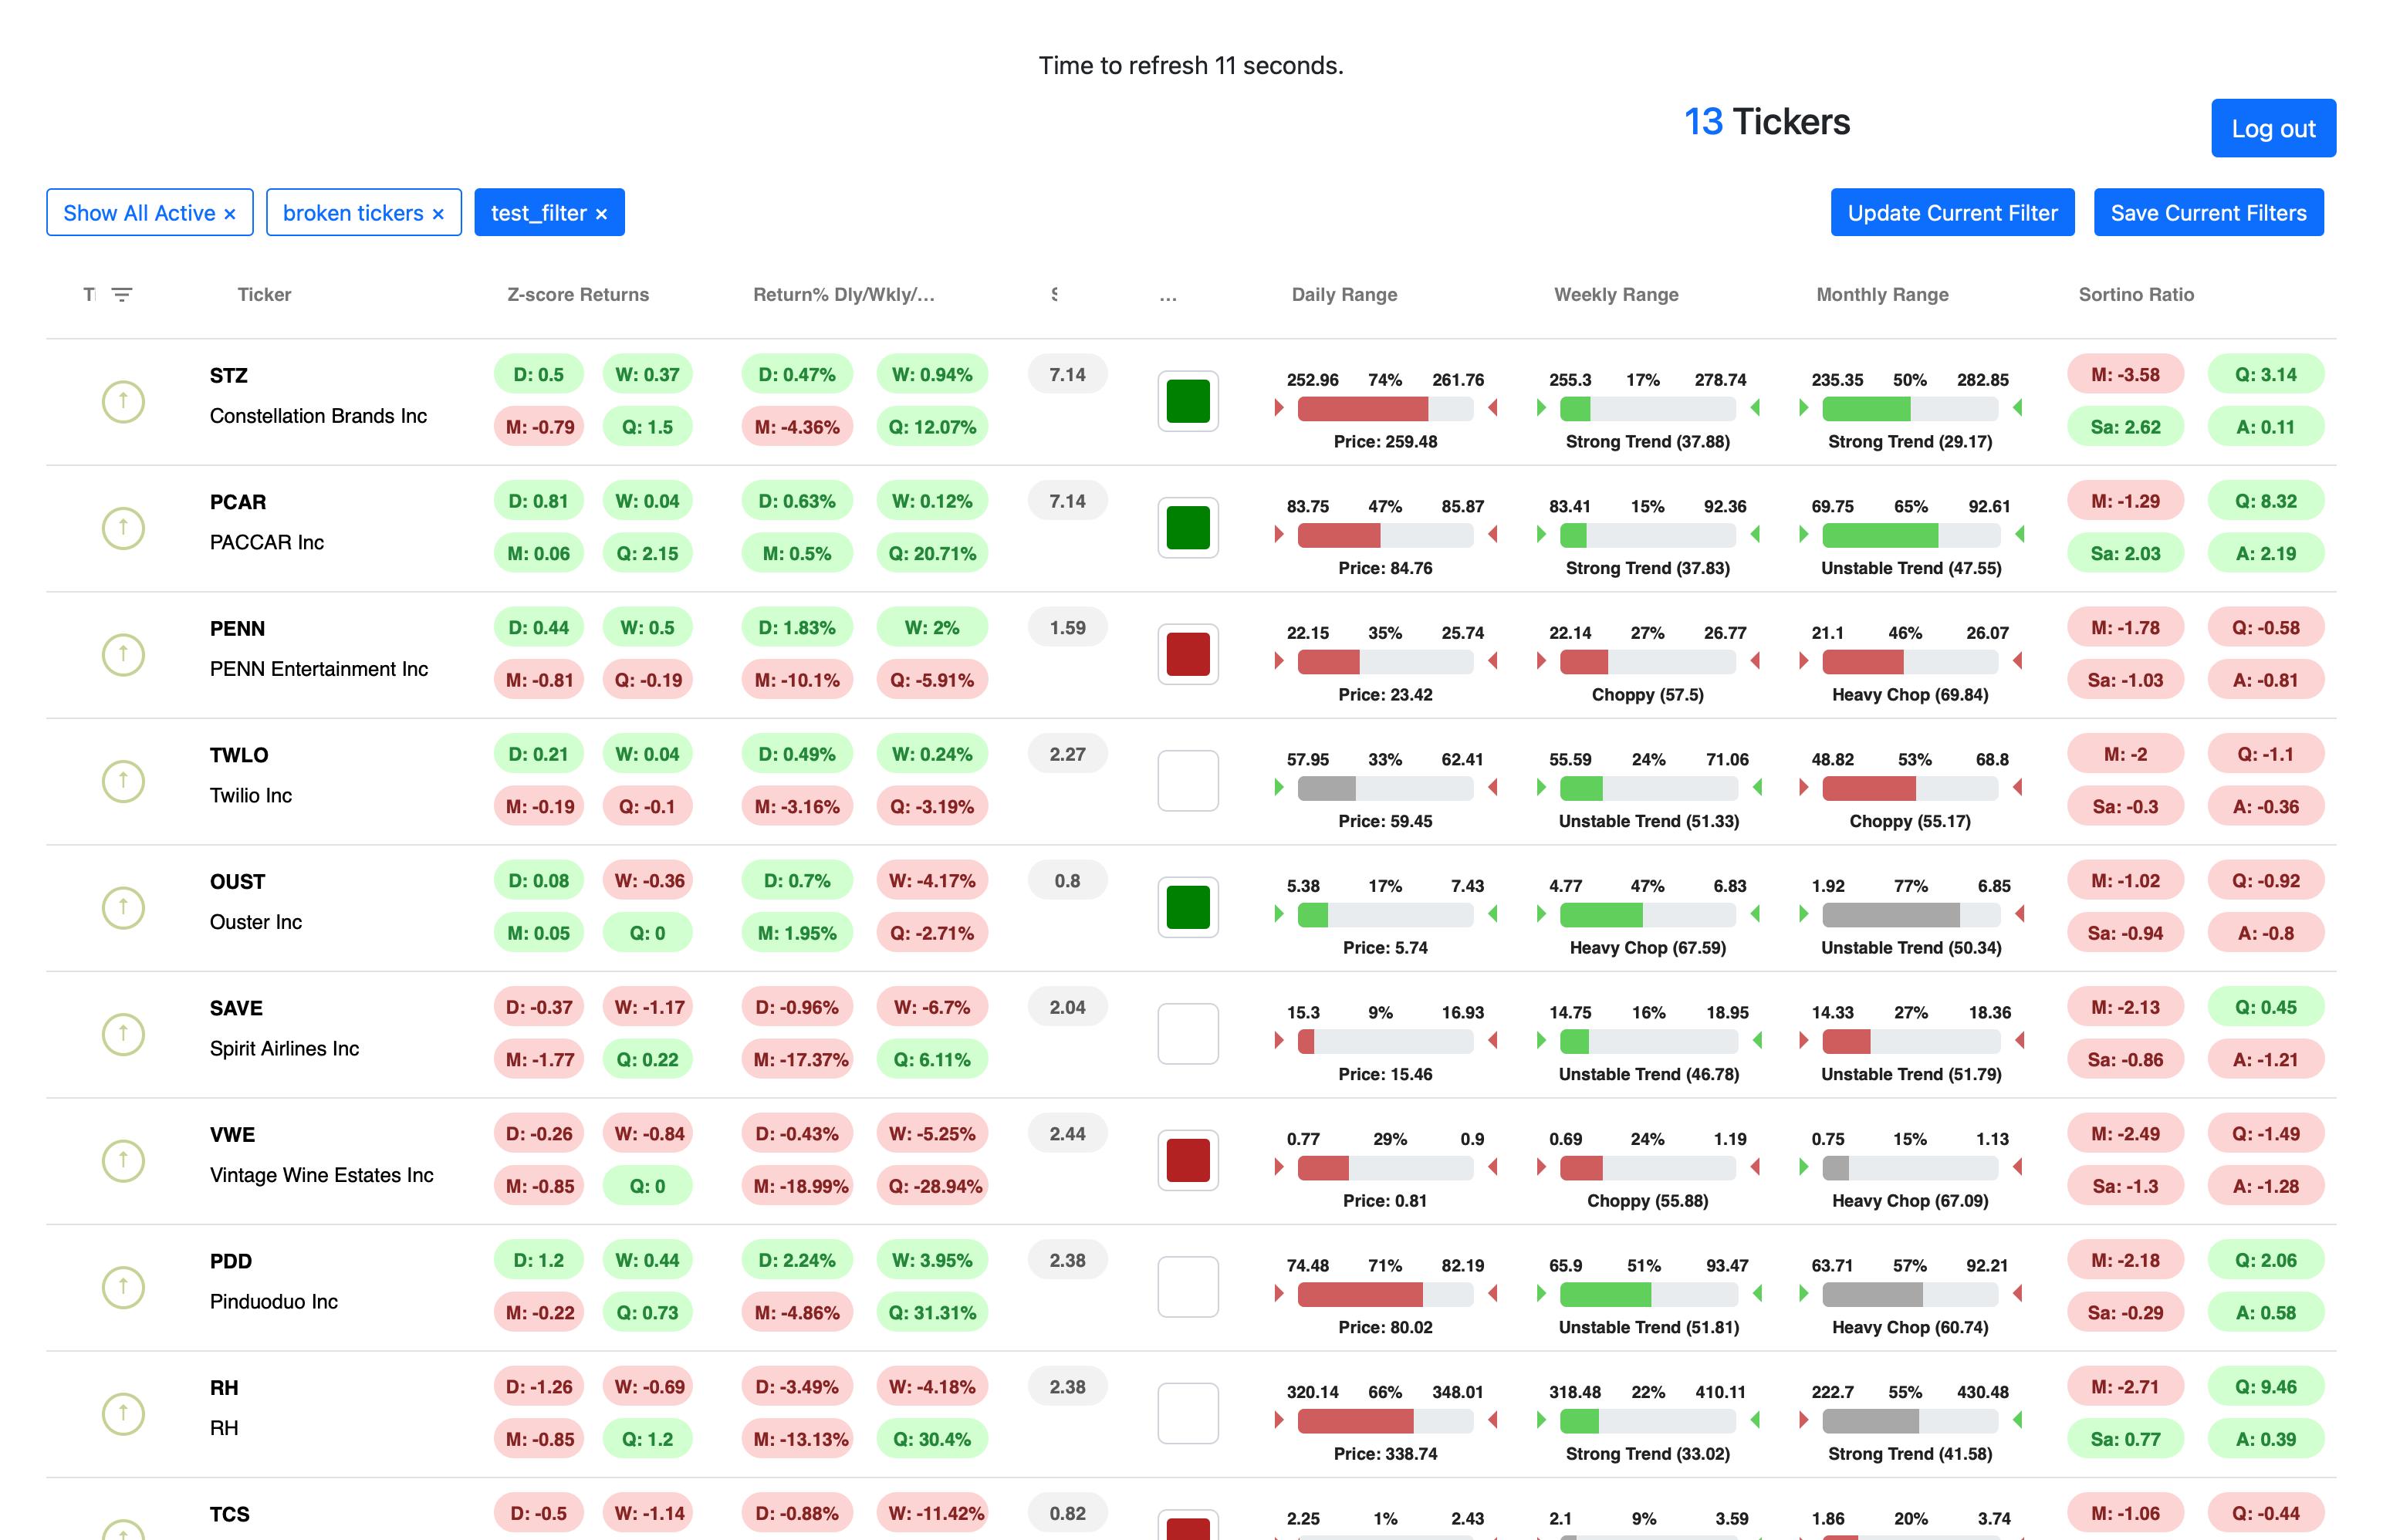 Time to refresh 11 seconds.
13 Tickers
Log out
Show All Active × broken tickers × test_filter × Update Current Filter Save Current Filters
Ticker Z-score Returns Return% Dly/Wkly/... ... Daily Range Weekly Range Monthly Range Sortino Ratio
STZ D: 0.5 W: 0.37 D: 0.47% W: 0.94% 7.14 252.96 74% 261.76 255.3 17% 278.74 235.35 50% 282.85 M: -3.58 Q: 3.14
Constellation Brands Inc M: -0.79 Q: 1.5 M: -4.36% Q: 12.07% Price: 259.48 Strong Trend (37.88) Strong Trend (29.17) Sa: 2.62 A: 0.11
PCAR D: 0.81 W: 0.04 D: 0.63% W: 0.12% 7.14 83.75 47% 85.87 83.41 15% 92.36 69.75 65% 92.61 M: -1.29 Q: 8.32
PACCAR Inc M: 0.06 Q: 2.15 M: 0.5% Q: 20.71% Price: 84.76 Strong Trend (37.83) Unstable Trend (47.55) Sa: 2.03 A: 2.19
PENN D: 0.44 W: 0.5 D: 1.83% W: 2% 1.59 22.15 35% 25.74 22.14 27% 26.77 21.1 46% 26.07 M: -1.78 Q: -0.58
PENN Entertainment Inc M: -0.81 Q: -0.19 M: -10.1% Q: -5.91% Price: 23.42 Choppy (57.5) Heavy Chop (69.84) Sa: -1.03 A: -0.81
TWLO D: 0.21 W: 0.04 D: 0.49% W: 0.24% 2.27 57.95 33% 62.41 55.59 24% 71.06 48.82 53% 68.8 M: -2 Q: -1.1
Twilio Inc M: -0.19 Q: -0.1 M: -3.16% Q: -3.19% Price: 59.45 Unstable Trend (51.33) Choppy (55.17) Sa: -0.3 A: -0.36
OUST D: 0.08 W: -0.36 D: 0.7% W: -4.17% 0.8 5.38 17% 7.43 4.77 47% 6.83 1.92 77% 6.85 M: -1.02 Q: -0.92
Ouster Inc M: 0.05 Q: 0 M: 1.95% Q: -2.71% Price: 5.74 Heavy Chop (67.59) Unstable Trend (50.34) Sa: -0.94 A: -0.8
SAVE D: -0.37 W: -1.17 D: -0.96% W: -6.7% 2.04 15.3 9% 16.93 14.75 16% 18.95 14.33 27% 18.36 M: -2.13 Q: 0.45
Spirit Airlines Inc M: -1.77 Q: 0.22 M: -17.37% Q: 6.11% Price: 15.46 Unstable Trend (46.78) Unstable Trend (51.79) Sa: -0.86 A: -1.21
VWE D: -0.26 W: -0.84 D: -0.43% W: -5.25% 2.44 0.77 29% 0.9 0.69 24% 1.19 0.75 15% 1.13 M: -2.49 Q: -1.49
Vintage Wine Estates Inc M: -0.85 Q: 0 M: -18.99% Q: -28.94% Price: 0.81 Choppy (55.88) Heavy Chop (67.09) Sa: -1.3 A: -1.28
PDD D: 1.2 W: 0.44 D: 2.24% W: 3.95% 2.38 74.48 71% 82.19 65.9 51% 93.47 63.71 57% 92.21 M: -2.18 Q: 2.06
Pinduoduo Inc M: -0.22 Q: 0.73 M: -4.86% Q: 31.31% Price: 80.02 Unstable Trend (51.81) Heavy Chop (60.74) Sa: -0.29 A: 0.58
RH D: -1.26 W: -0.69 D: -3.49% W: -4.18% 2.38 320.14 66% 348.01 318.48 22% 410.11 222.7 55% 430.48 M: -2.71 Q: 9.46
RH M: -0.85 Q: 1.2 M: -13.13% Q: 30.4% Price: 338.74 Strong Trend (33.02) Strong Trend (41.58) Sa: 0.77 A: 0.39
TCS D: -0.5 W: -1.14 D: -0.88% W: -11.42% 0.82 2.25 1% 2.43 2.1 9% 3.59 1.86 20% 3.74 M: -1.06 Q: -0.44